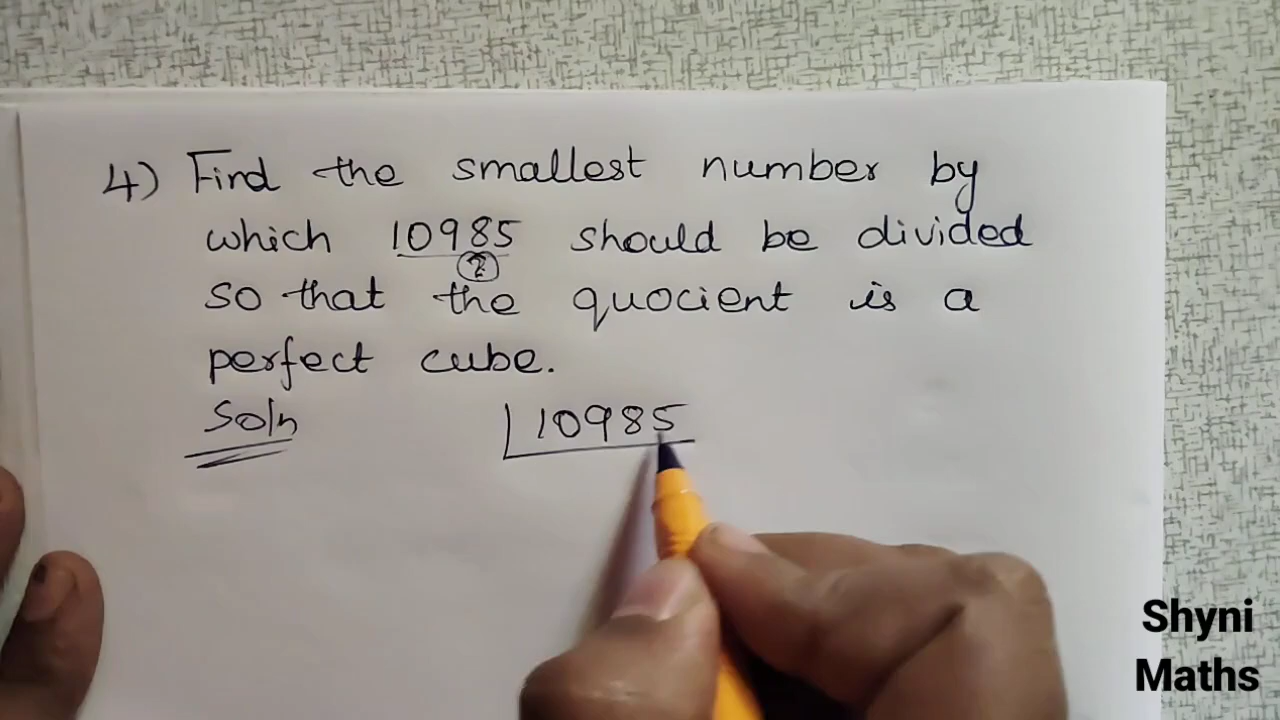 4) Find the smallest number by
which 10985 should be divided
?
so that the quocient is a
perfect cube.
Soln
10985
Shyni
Maths